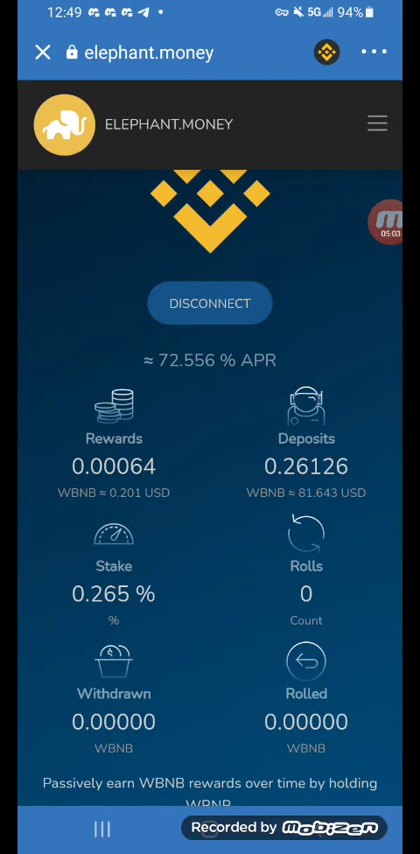 12:49
5G 94%
elephant.money
ELEPHANT.MONEY
05:03
DISCONNECT
≈ 72.556 % APR
Rewards
0.00064
WBNB ≈ 0.201 USD
Deposits
0.26126
WBNB ≈ 81.643 USD
Stake
0.265 %
%
Rolls
0
Count
Withdrawn
0.00000
WBNB
Rolled
0.00000
WBNB
Passively earn WBNB rewards over time by holding
WBNB
Recorded by mobizen